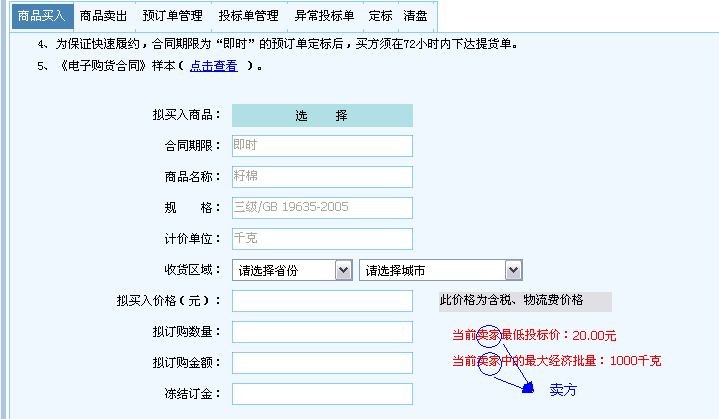 商品买入 商品卖出 预订单管理 投标单管理 异常投标单 定标 清盘
4、为保证快速履约，合同期限为“即时”的预订单定标后，买方须在72小时内下达提货单。
5、《电子购货合同》样本（ 点击查看 ）。
拟买入商品： 选 择
合同期限： 即时
商品名称： 籽棉
规 格： 三级/GB 19635-2005
计价单位： 千克
收货区域： 请选择省份 请选择城市
拟买入价格（元）： 此价格为含税、物流费价格
拟订购数量： 当前卖家最低投标价：20.00元
拟订购金额： 当前卖家中的最大经济批量：1000千克
冻结订金： 卖方